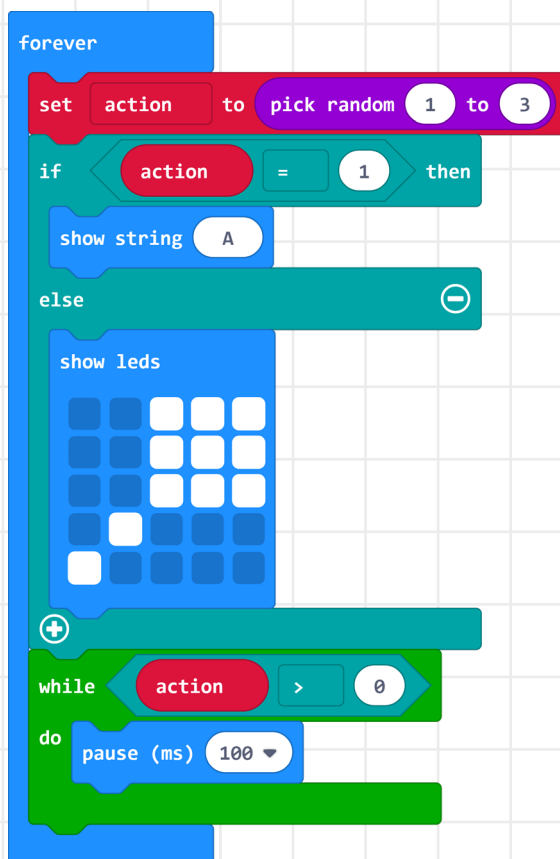 forever
set action to pick random 1 to 3
if action = 1 then
show string A
else
show leds
while action > 0
do
pause (ms) 100